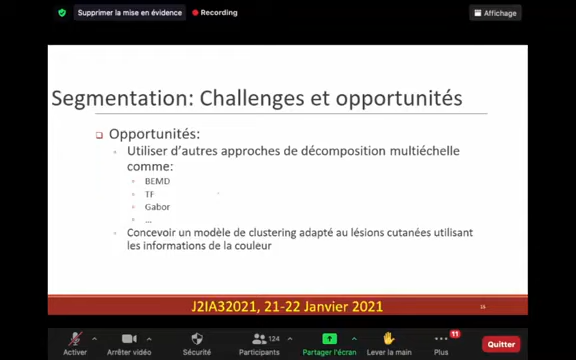 Supprimer la mise en évidence
Recording
Affichage
Segmentation: Challenges et opportunités
Opportunités:
Utiliser d'autres approches de décomposition multiéchelle
comme:
BEMD
TF
Gabor
...
Concevoir un modèle de clustering adapté au lésions cutanées utilisant
les informations de la couleur
J2IA32021, 21-22 Janvier 2021
Activer
Arrêter vidéo
Sécurité
Participants
124
Partager l'écran
Lever la main
Plus
11
Quitter